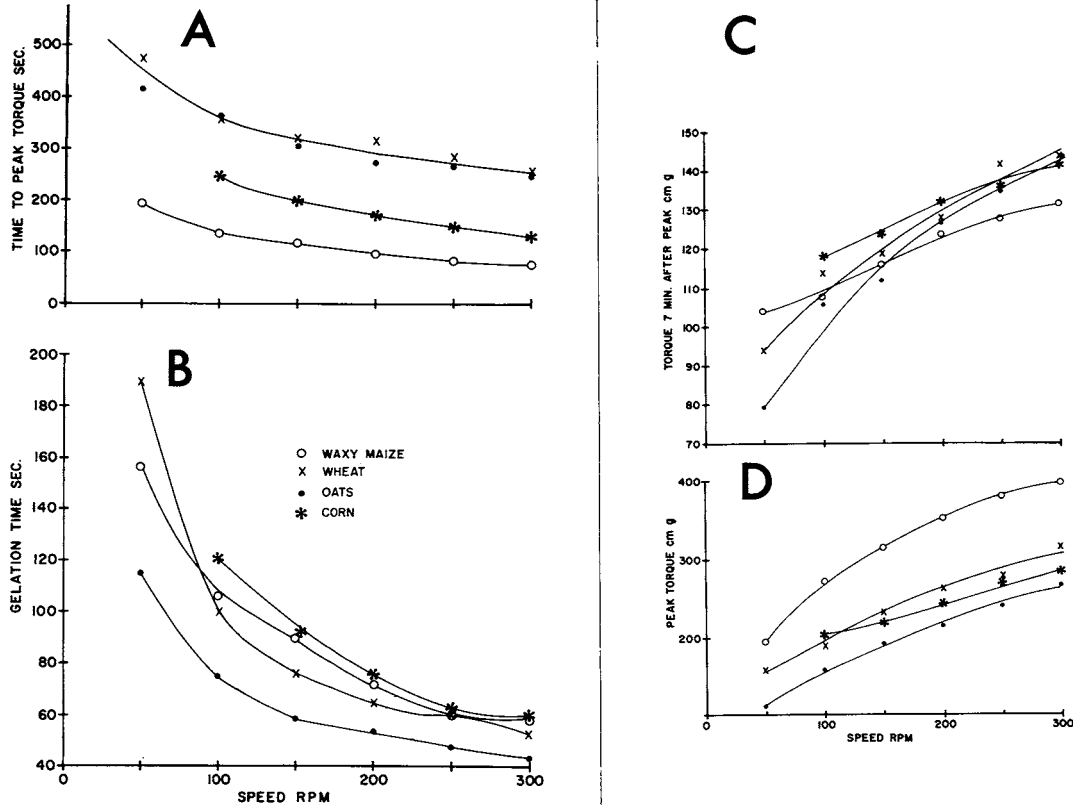 A
TIME TO PEAK TORQUE SEC.
500
400
300
200
100
0
B
GELATION TIME SEC.
200
180
160
140
120
100
80
60
40
0 100 200 300
SPEED RPM
WAXY MAIZE
WHEAT
OATS
CORN
C
TORQUE 7 MIN. AFTER PEAK cm g
150
140
130
120
110
100
90
80
70
D
PEAK TORQUE cm g
400
300
200
100
0 100 200 300
SPEED RPM